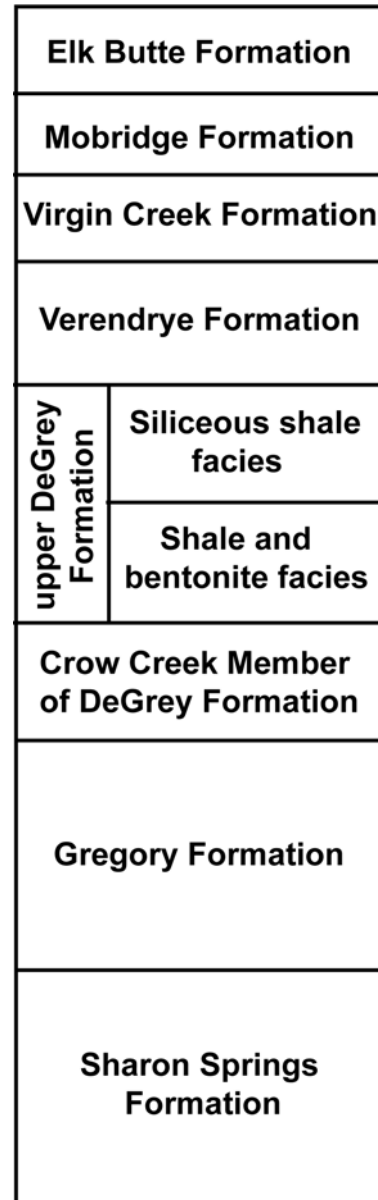 Elk Butte Formation
Mobridge Formation
Virgin Creek Formation
Verendrye Formation
upper DeGrey
Formation
Siliceous shale
facies
Shale and
bentonite facies
Crow Creek Member
of DeGrey Formation
Gregory Formation
Sharon Springs
Formation